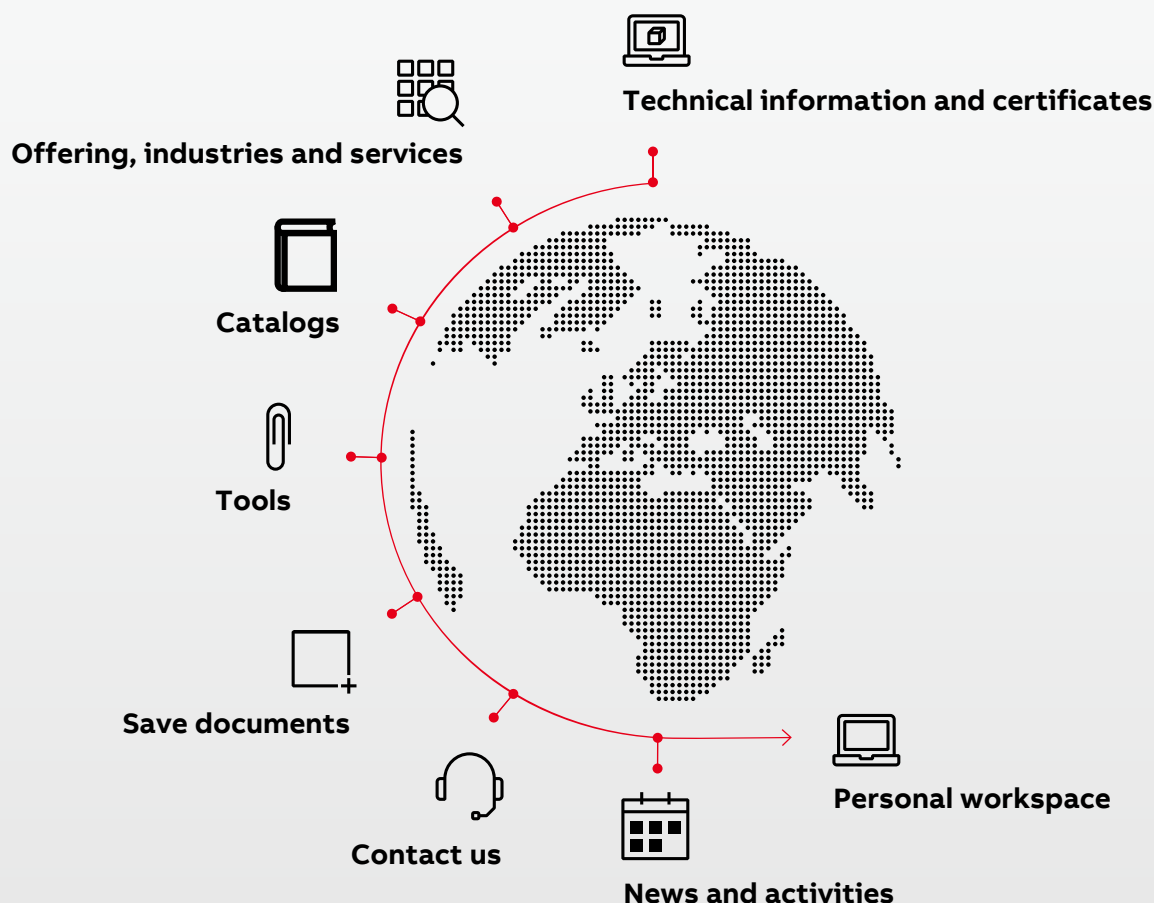 Technical information and certificates
Offering, industries and services
Catalogs
Tools
Save documents
Contact us
News and activities
Personal workspace